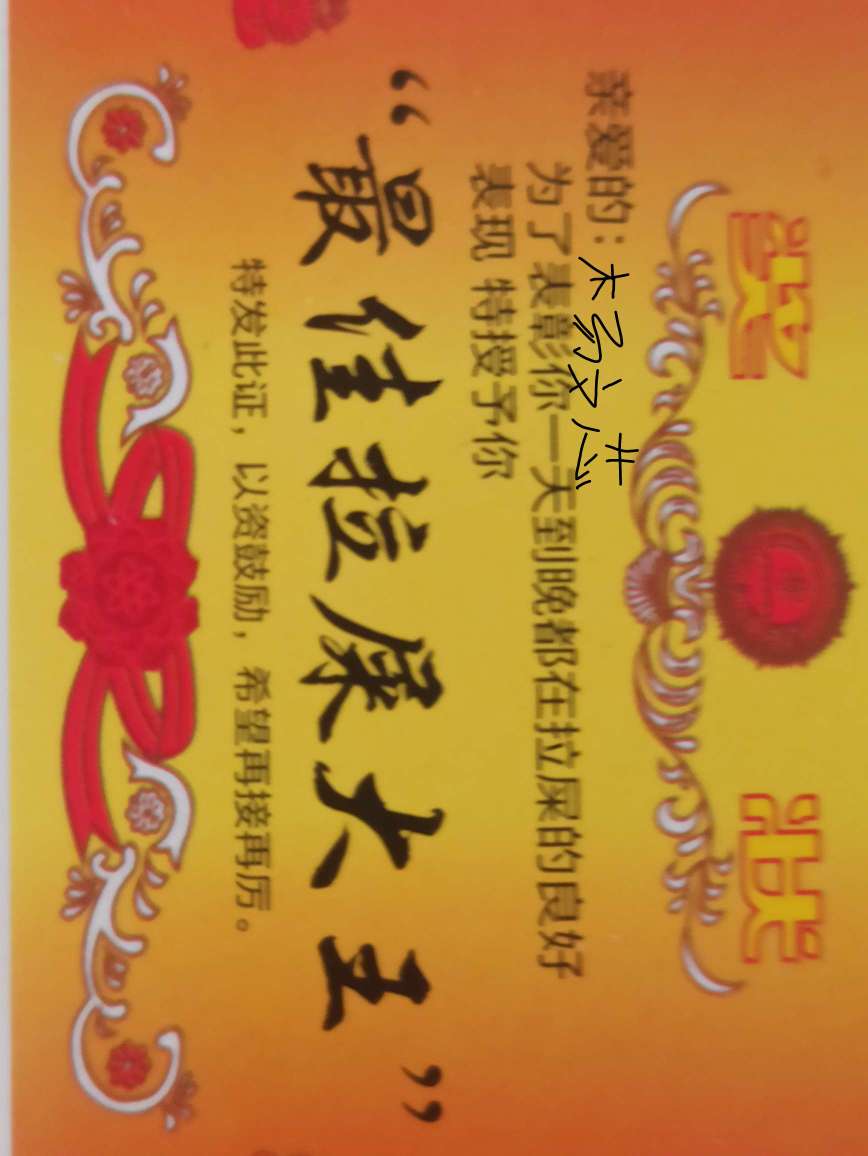 奖状
亲爱的：
为了表彰你一天到晚都在拉屎的良好
表现 特授予你
“最佳拉屎大王”
特发此证，以资鼓励，希望再接再厉。